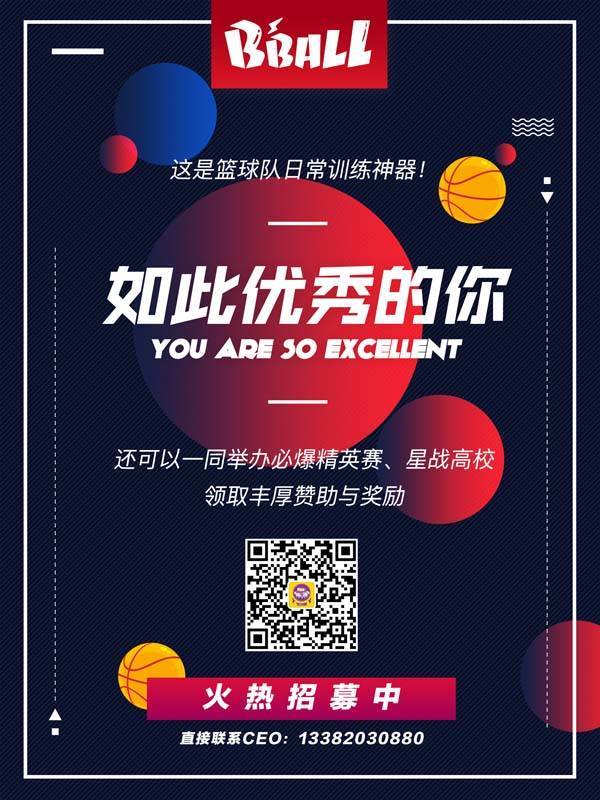 BBALL
这是篮球队日常训练神器！
如此优秀的你
YOU ARE SO EXCELLENT
还可以一同举办必爆精英赛、星战高校
领取丰厚赞助与奖励
火热招募中
直接联系CEO：13382030880